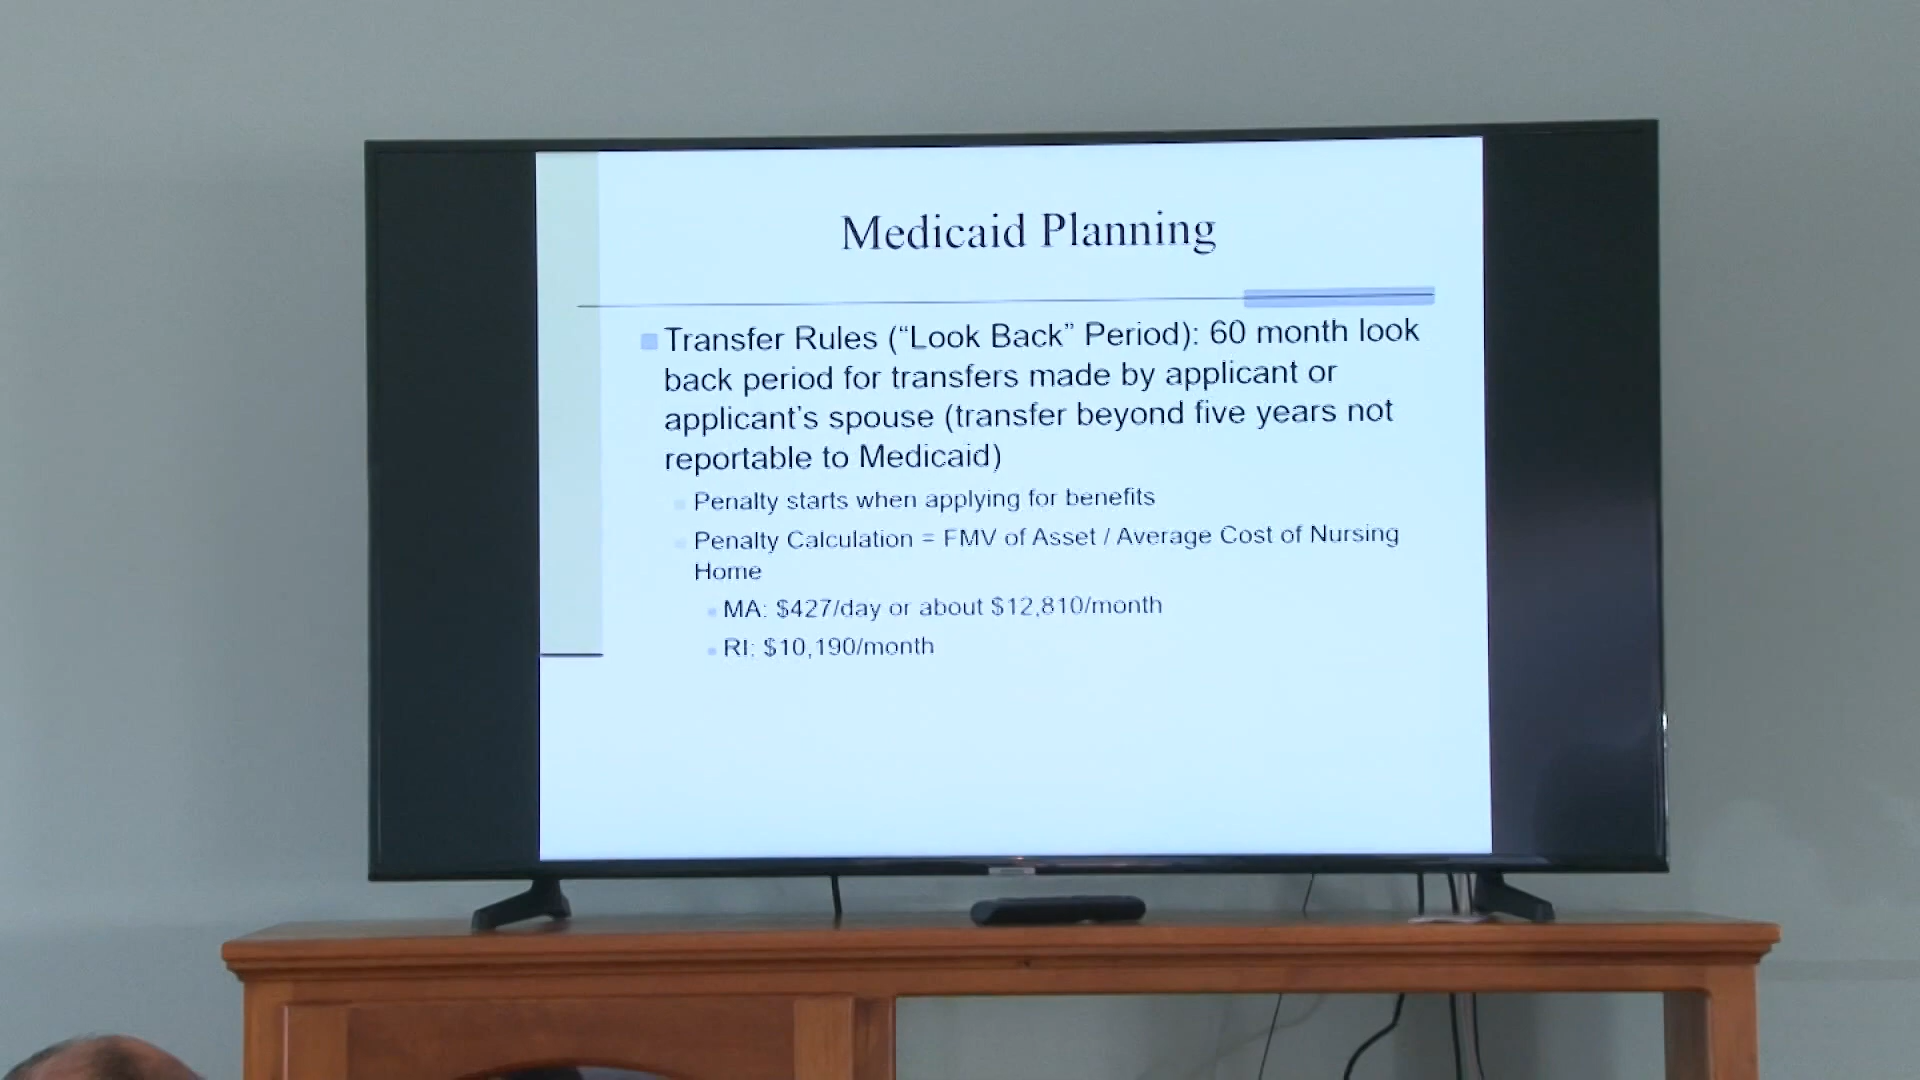 Medicaid Planning
Transfer Rules (“Look Back” Period): 60 month look
back period for transfers made by applicant or
applicant’s spouse (transfer beyond five years not
reportable to Medicaid)
Penalty starts when applying for benefits
Penalty Calculation = FMV of Asset / Average Cost of Nursing
Home
MA: $427/day or about $12,810/month
RI: $10,190/month